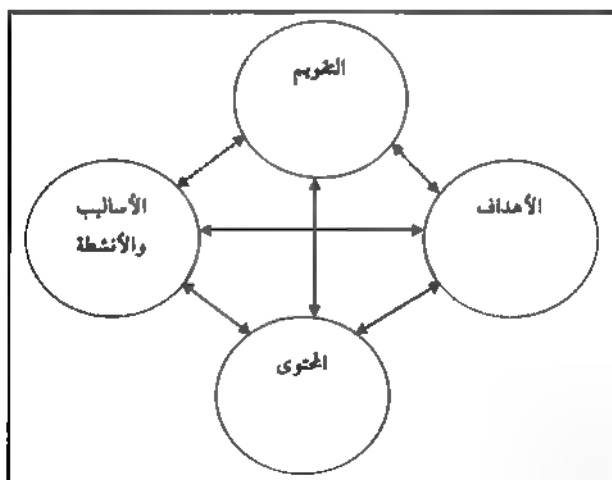 التقويم
الأهداف
الأساليب
والأنشطة
المحتوى